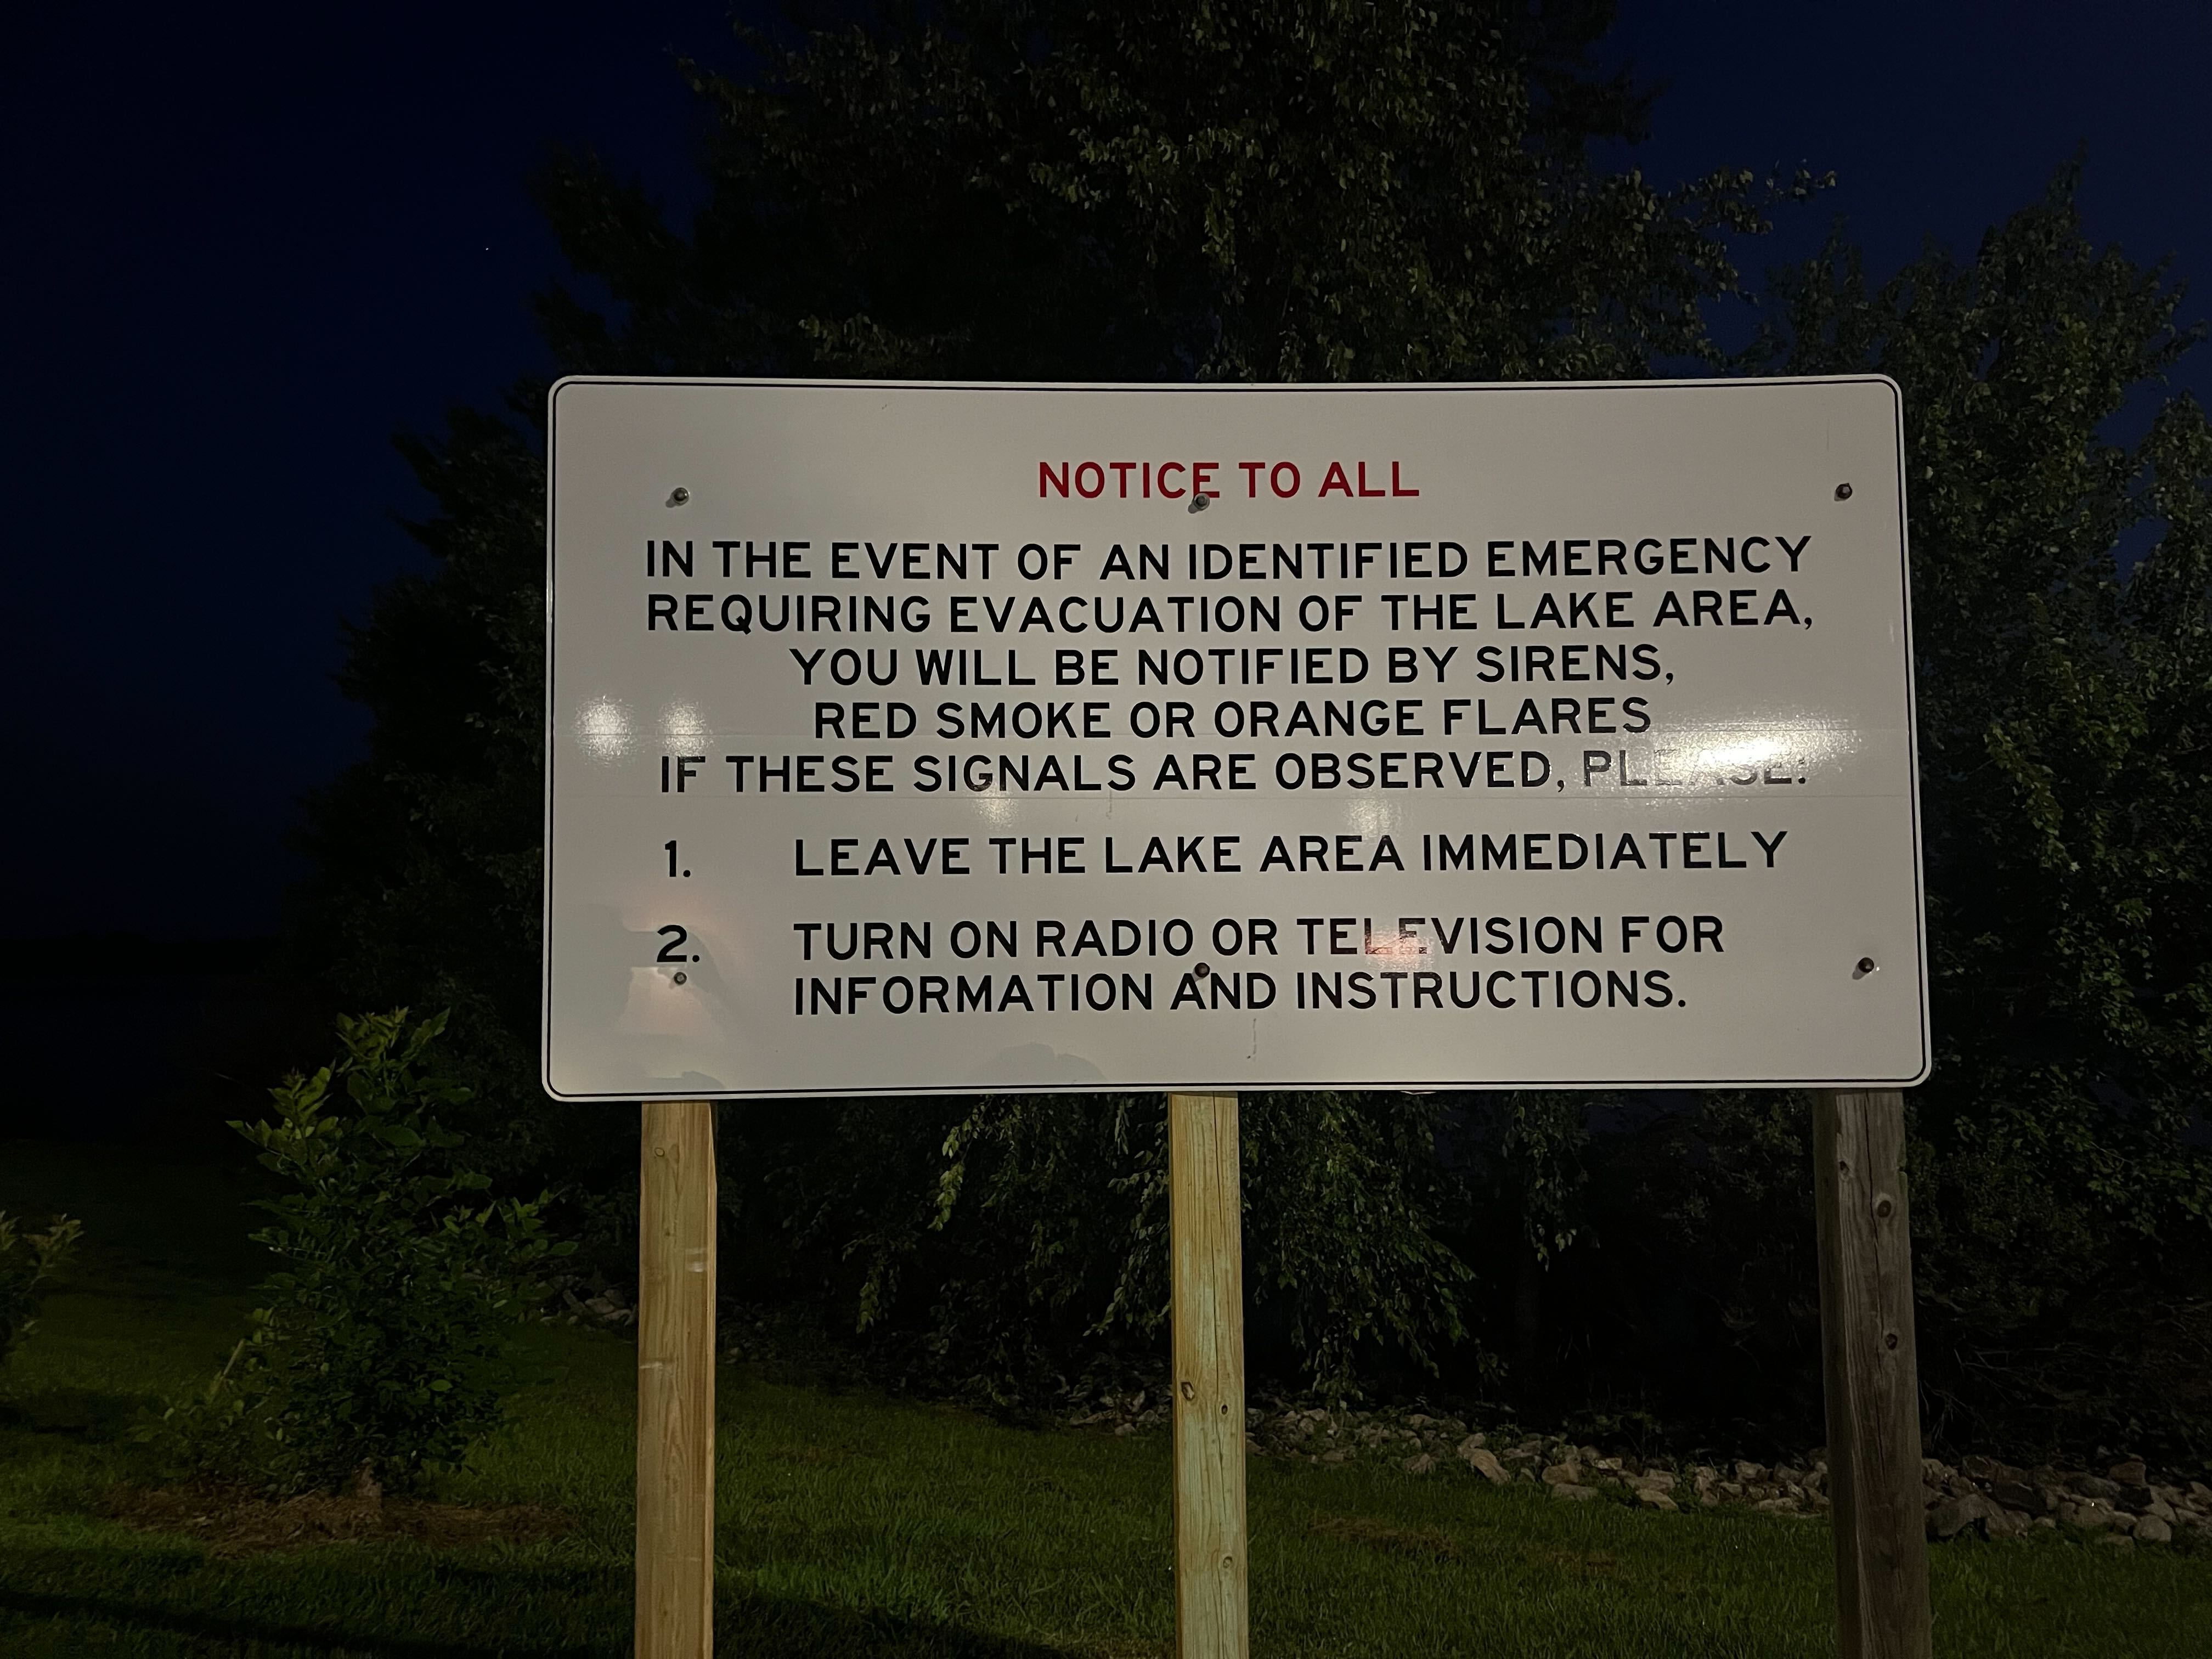 NOTICE TO ALL
IN THE EVENT OF AN IDENTIFIED EMERGENCY
REQUIRING EVACUATION OF THE LAKE AREA,
YOU WILL BE NOTIFIED BY SIRENS,
RED SMOKE OR ORANGE FLARES
IF THESE SIGNALS ARE OBSERVED, PLEASE:
1. LEAVE THE LAKE AREA IMMEDIATELY
2. TURN ON RADIO OR TELEVISION FOR
INFORMATION AND INSTRUCTIONS.